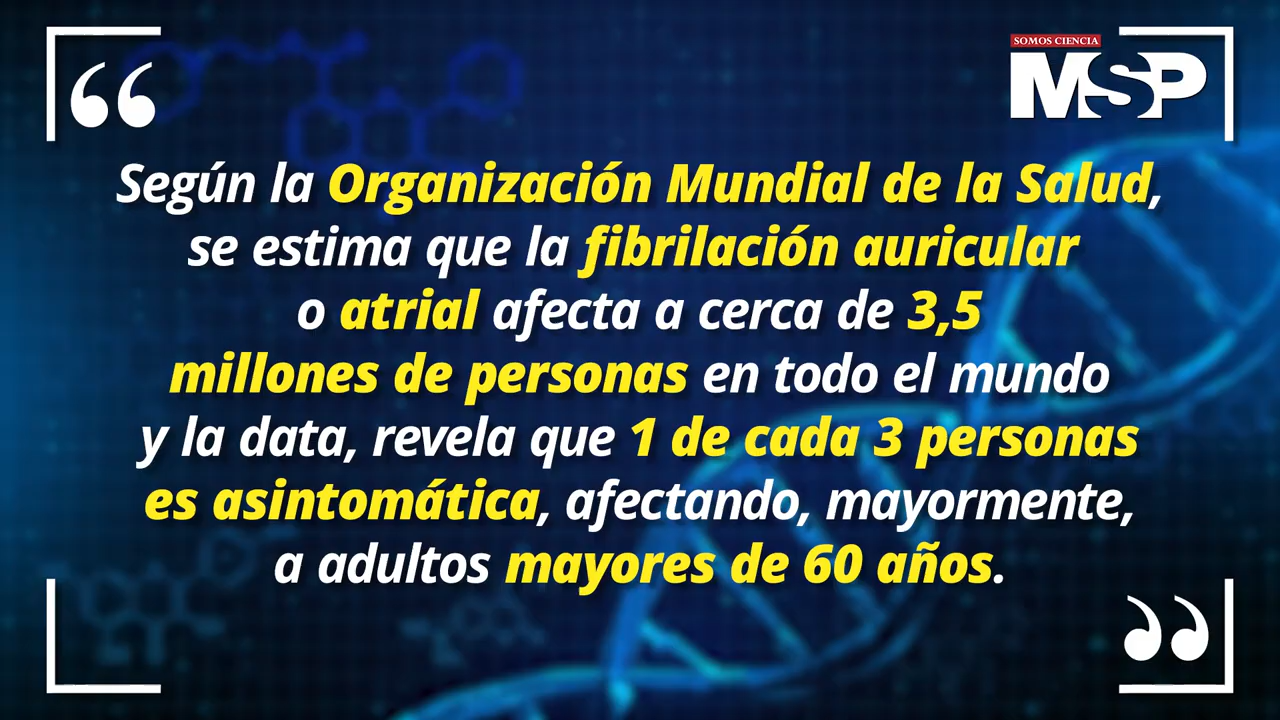 SOMOS CIENCIA
MSP
“
Según la Organización Mundial de la Salud,
se estima que la fibrilación auricular
o atrial afecta a cerca de 3,5
millones de personas en todo el mundo
y la data, revela que 1 de cada 3 personas
es asintomática, afectando, mayormente,
a adultos mayores de 60 años.
”